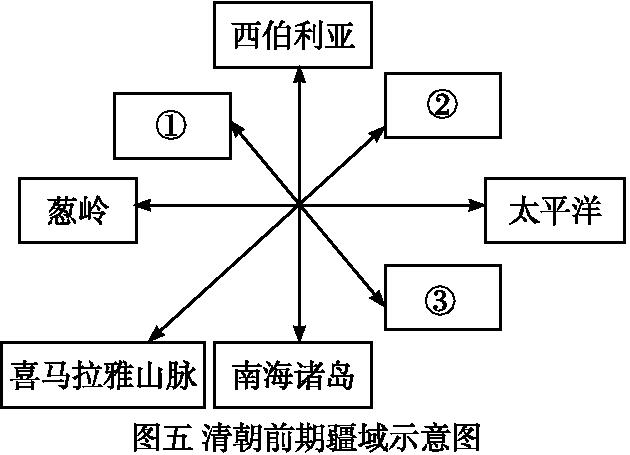 西伯利亚
①
②
葱岭
太平洋
③
喜马拉雅山脉
南海诸岛
图五 清朝前期疆域示意图